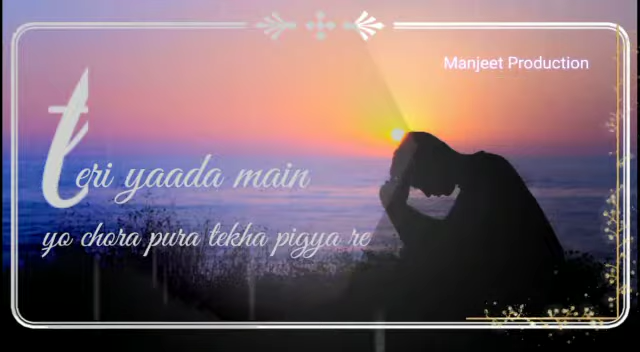 Manjeet Production
teri yaada main
yo chora pura tekha pigya re